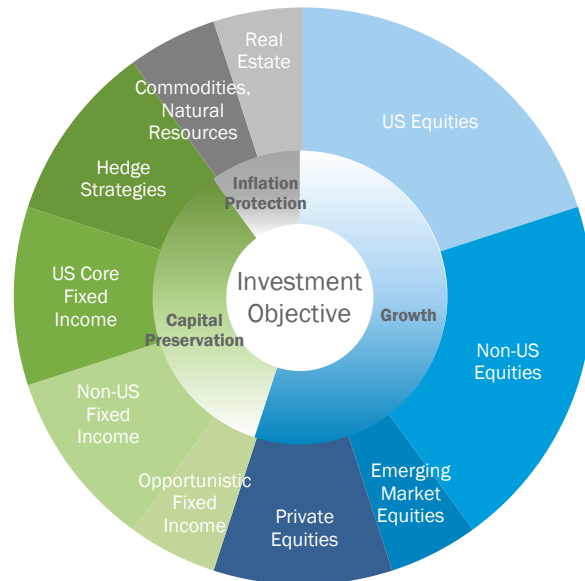 Real
Estate
Commodities,
Natural
Resources
US Equities
Hedge
Strategies
Inflation
Protection
US Core
Fixed
Income
Investment
Objective
Capital
Preservation
Growth
Non-US
Equities
Non-US
Fixed
Income
Opportunistic
Fixed
Income
Private
Equities
Emerging
Market
Equities